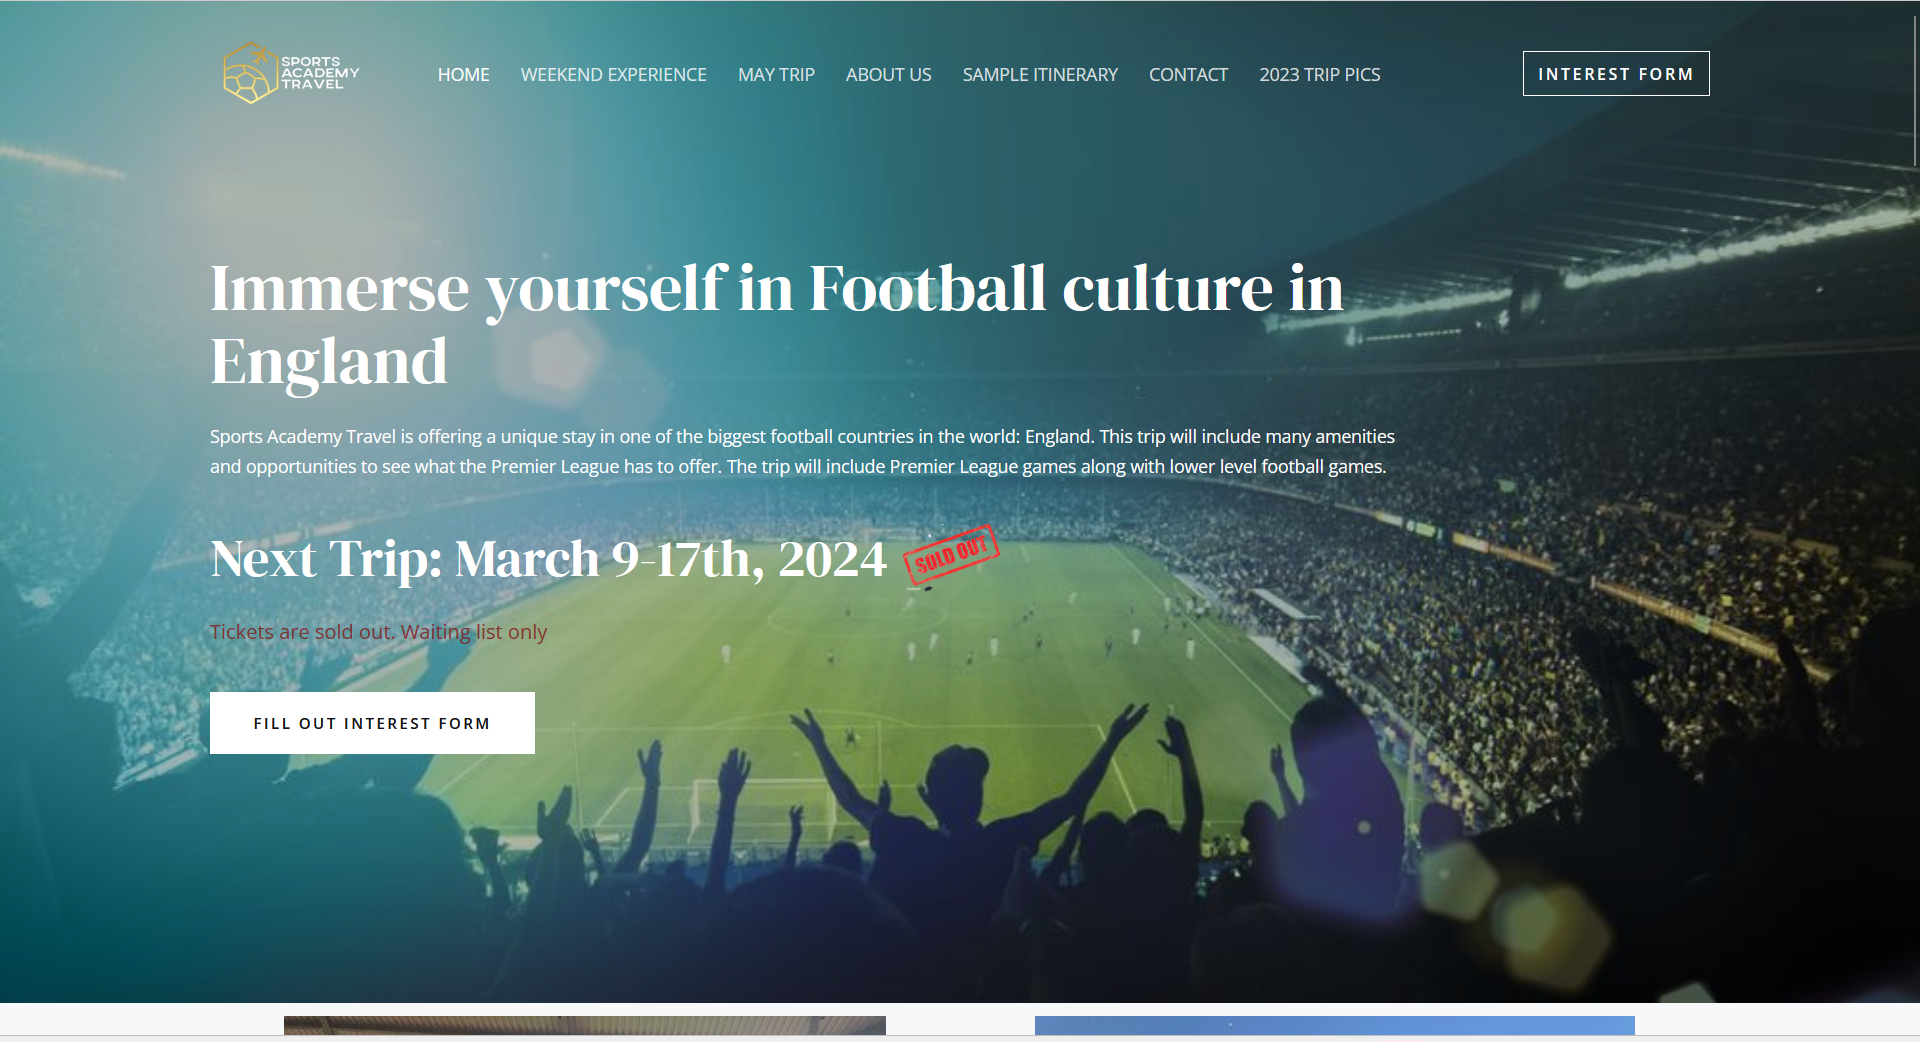 SPORTS
ACADEMY
TRAVEL
HOME WEEKEND EXPERIENCE MAY TRIP ABOUT US SAMPLE ITINERARY CONTACT 2023 TRIP PICS INTEREST FORM
Immerse yourself in Football culture in
England
Sports Academy Travel is offering a unique stay in one of the biggest football countries in the world: England. This trip will include many amenities
and opportunities to see what the Premier League has to offer. The trip will include Premier League games along with lower level football games.
Next Trip: March 9-17th, 2024 SOLD OUT
Tickets are sold out. Waiting list only
FILL OUT INTEREST FORM